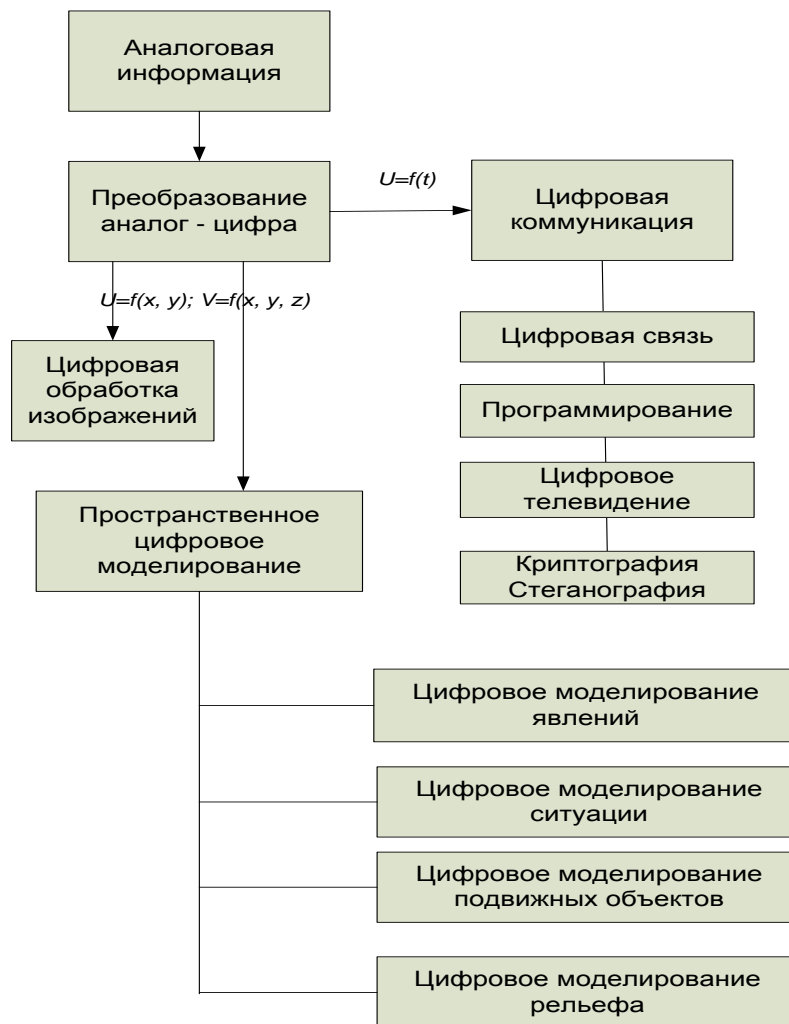 Аналоговая
информация
Преобразование
аналог - цифра
U=f(t)
Цифровая
коммуникация
U=f(x, y); V=f(x, y, z)
Цифровая
обработка
изображений
Цифровая связь
Программирование
Цифровое
телевидение
Криптография
Стеганография
Пространственное
цифровое
моделирование
Цифровое моделирование
явлений
Цифровое моделирование
ситуации
Цифровое моделирование
подвижных объектов
Цифровое моделирование
рельефа